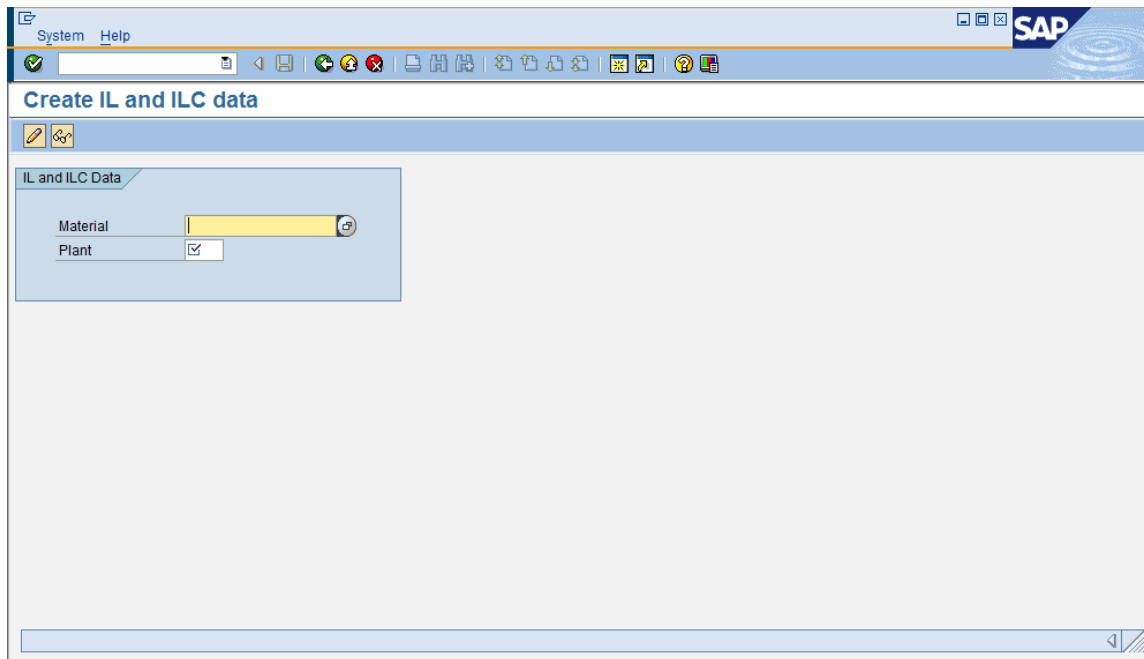 System Help
SAP
Create IL and ILC data
IL and ILC Data
Material
Plant